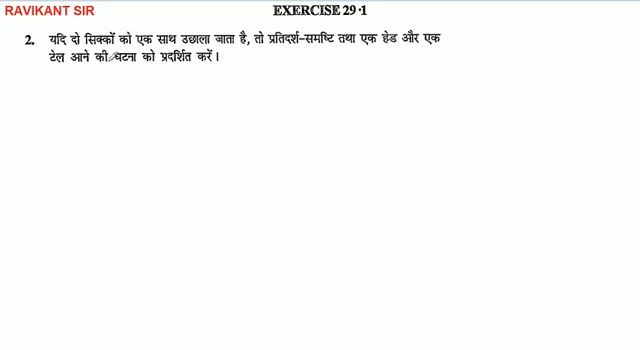 RAVIKANT SIR
EXERCISE 29·1
2. यदि दो सिक्कों को एक साथ उछाला जाता है, तो प्रतिदर्श-समष्टि तथा एक हेड और एक
टेल आने की घटना को प्रदर्शित करें।